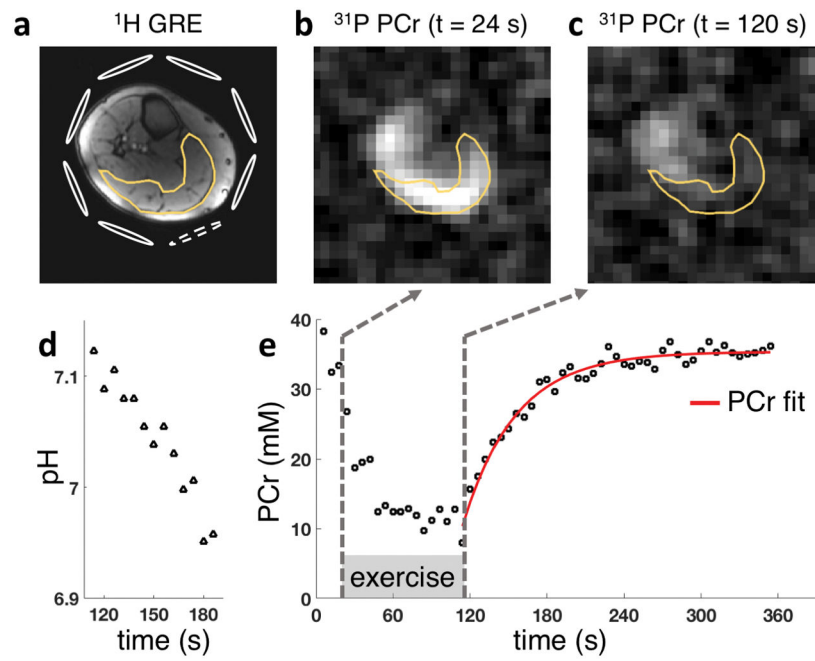 a ¹H GRE
b ³¹P PCr (t = 24 s)
c ³¹P PCr (t = 120 s)
d
7.1
7
6.9
pH
120 150 180
time (s)
e
40
30
20
10
0
PCr (mM)
PCr fit
exercise
0 60 120 180 240 300 360
time (s)